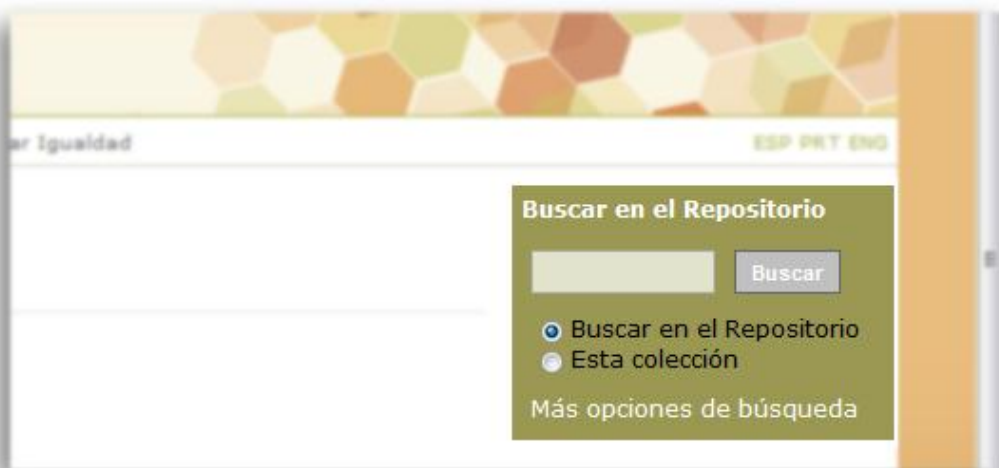 ar Igualdad
ESP PRT ENG
Buscar en el Repositorio
Buscar
Buscar en el Repositorio
Esta colección
Más opciones de búsqueda